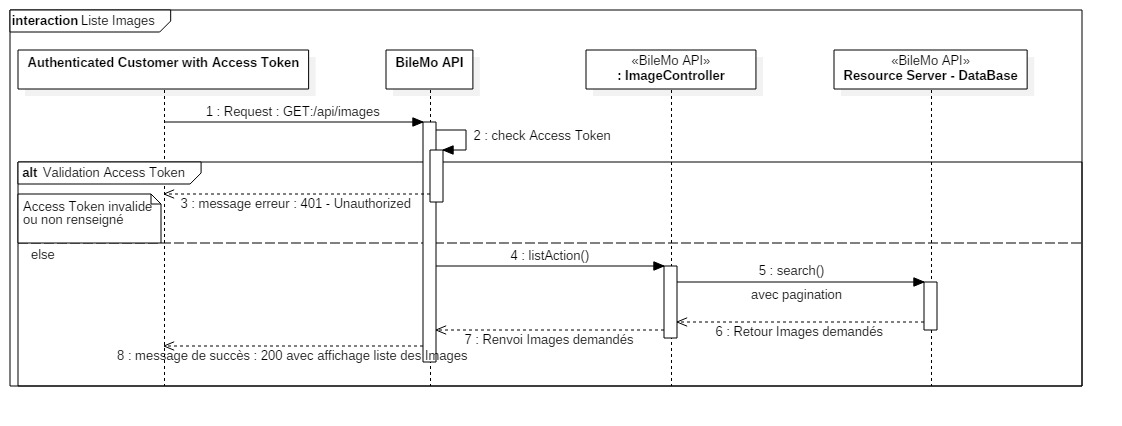 interaction Liste Images
Authenticated Customer with Access Token
BileMo API
«BileMo API»
: ImageController
«BileMo API»
Resource Server - DataBase
1 : Request : GET:/api/images
2 : check Access Token
alt Validation Access Token
3 : message erreur : 401 - Unauthorized
Access Token invalide
ou non renseigné
else
4 : listAction()
5 : search()
avec pagination
6 : Retour Images demandés
7 : Renvoi Images demandés
8 : message de succès : 200 avec affichage liste des Images